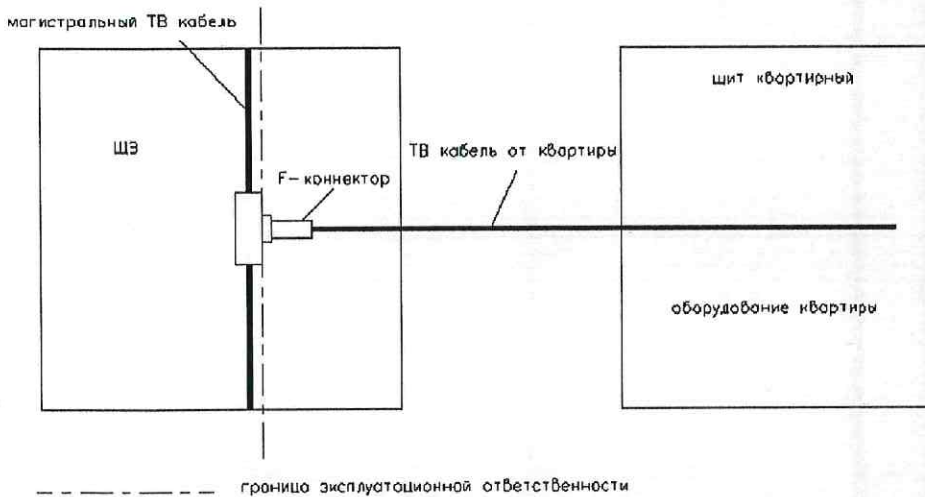 магистральный ТВ кабель
щит квартирный
ЩЭ
ТВ кабель от квартиры
F-коннектор
оборудование квартиры
граница эксплуатационной ответственности